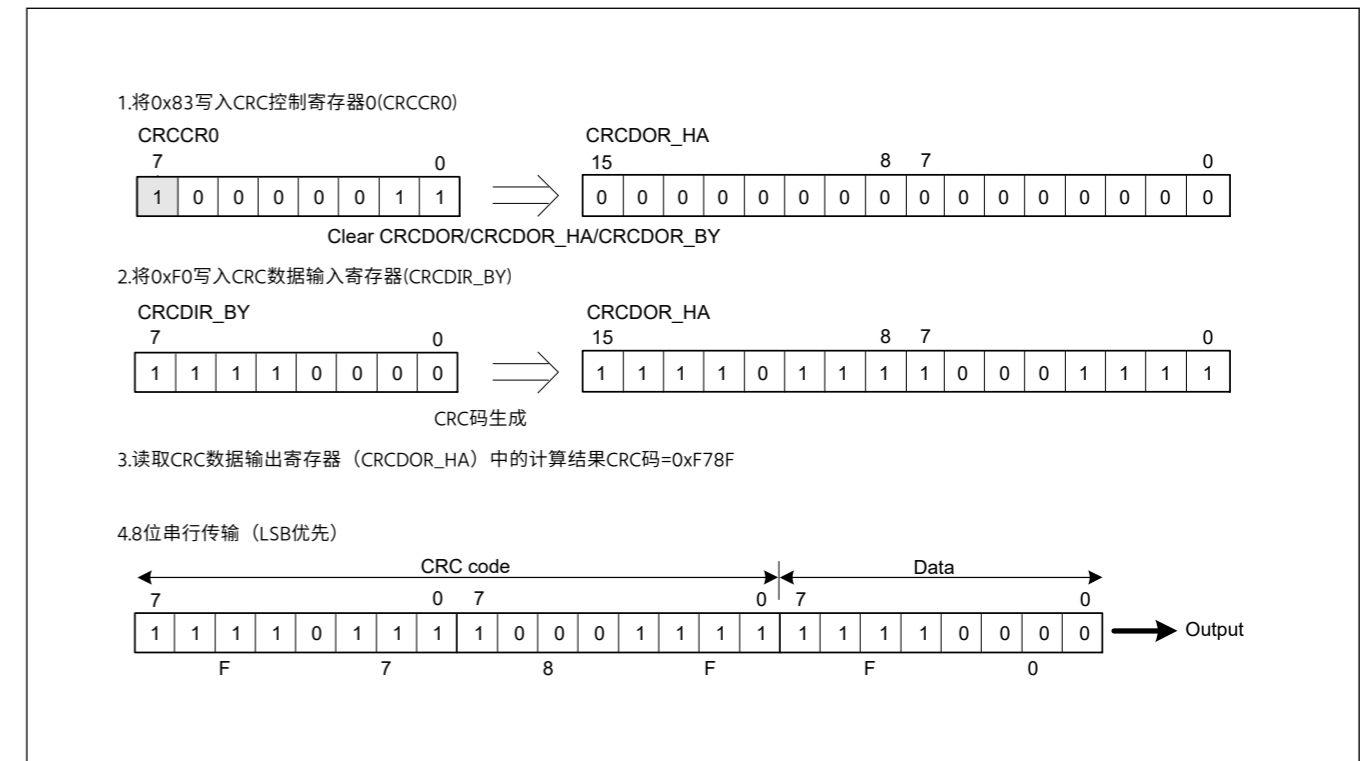 1.将0x83写入CRC控制寄存器0(CRCCR0)
CRCCR0
CRCDOR_HA
7 0
15 8 7 0
1 0 0 0 0 0 1 1
0 0 0 0 0 0 0 0 0 0 0 0 0 0 0 0
Clear CRCDOR/CRCDOR_HA/CRCDOR_BY
2.将0xF0写入CRC数据输入寄存器(CRCDIR_BY)
CRCDIR_BY
CRCDOR_HA
7 0
15 8 7 0
1 1 1 1 0 0 0 0
1 1 1 1 0 1 1 1 1 0 0 0 1 1 1 1
CRC码生成
3.读取CRC数据输出寄存器（CRCDOR_HA）中的计算结果CRC码=0xF78F
4.8位串行传输（LSB优先）
CRC code Data
7 0 7 0 7 0
1 1 1 1 0 1 1 1 1 0 0 0 1 1 1 1 1 1 1 1 0 0 0 0 Output
F 7 8 F F 0